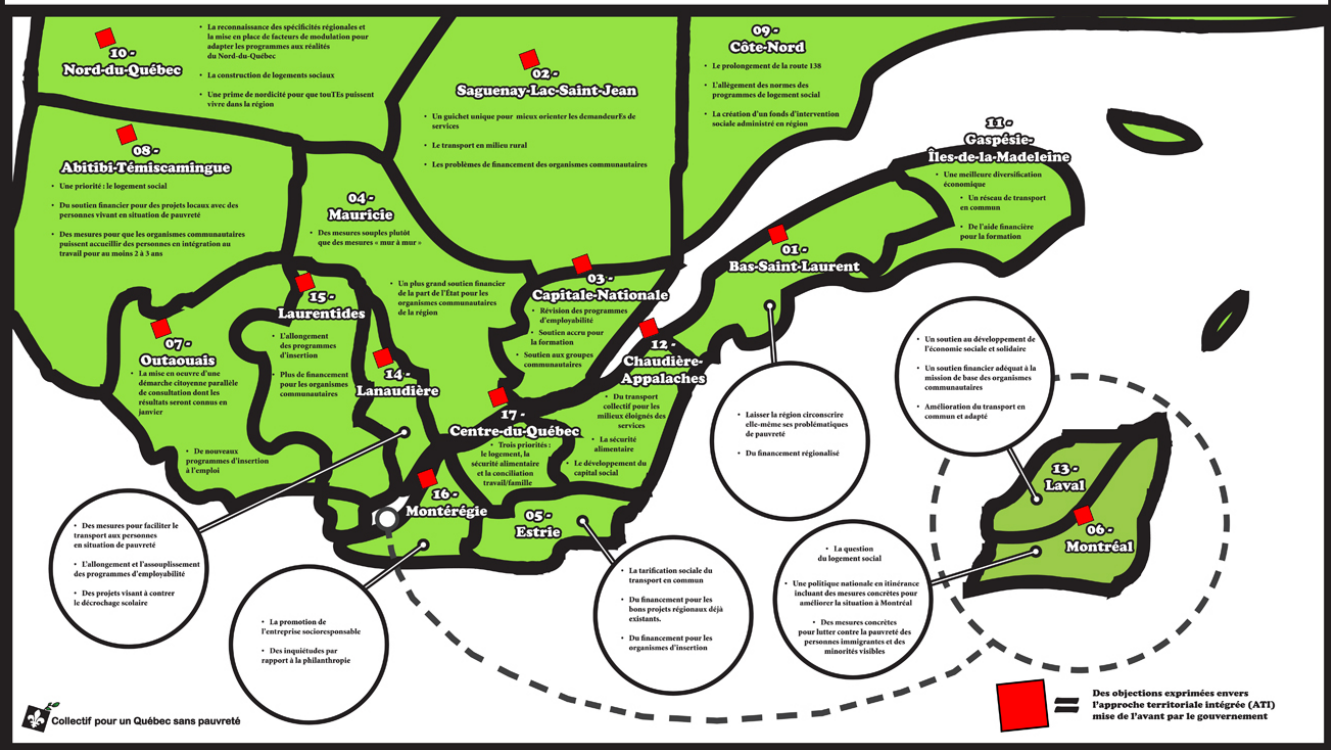 10 -
Nord-du-Québec
• La reconnaissance des spécificités régionales et
la mise en place de facteurs de modulation pour
adapter les programmes aux réalités
du Nord-du-Québec
• La construction de logements sociaux
• Une prime de nordicité pour que touTEs puissent
vivre dans la région
02 -
Saguenay-Lac-Saint-Jean
• Un guichet unique pour mieux orienter les demandeurEs de
services
• Le transport en milieu rural
• Les problèmes de financement des organismes communautaires
09 -
Côte-Nord
• Le prolongement de la route 138
• L'allègement des normes des
programmes de logement social
• La création d'un fonds d'intervention
sociale administré en région
11 -
Gaspésie-
Îles-de-la-Madeleine
• Une meilleure diversification
économique
• Un réseau de transport
en commun
• De l'aide financière
pour la formation
08 -
Abitibi-Témiscamingue
• Une priorité : le logement social
• Du soutien financier pour des projets locaux avec des
personnes vivant en situation de pauvreté
• Des mesures pour que les organismes communautaires
puissent accueillir des personnes en intégration au
travail pour au moins 2 à 3 ans
04 -
Mauricie
• Des mesures souples plutôt
que des mesures « mur à mur »
• Un plus grand soutien financier
de la part de l'État pour les
organismes communautaires
de la région
01 -
Bas-Saint-Laurent
03 -
Capitale-Nationale
• Révision des programmes
d'employabilité
• Soutien accru pour
la formation
• Soutien aux groupes
communautaires
15 -
Laurentides
• L'allongement
des programmes
d'insertion
• Plus de financement
pour les organismes
communautaires
07 -
Outaouais
• La mise en oeuvre d'une
démarche citoyenne parallèle
de consultation dont les
résultats seront connus en
janvier
• De nouveaux
programmes d'insertion
à l'emploi
14 -
Lanaudière
12 -
Chaudière-
Appalaches
• Du transport
collectif pour les
milieux éloignés des
services
• La sécurité
alimentaire
• Le développement du
capital social
17 -
Centre-du-Québec
• Trois priorités :
le logement, la
sécurité alimentaire
et la conciliation
travail/famille
16 -
Montérégie
05 -
Estrie
• Laisser la région circonscrire
elle-même ses problématiques
de pauvreté
• Du financement régionalisé
• Un soutien au développement de
l'économie sociale et solidaire
• Un soutien financier adéquat à la
mission de base des organismes
communautaires
• Amélioration du transport en
commun et adapté
13 -
Laval
06 -
Montréal
• Des mesures pour faciliter le
transport aux personnes
en situation de pauvreté
• L'allongement et l'assouplissement
des programmes d'employabilité
• Des projets visant à contrer
le décrochage scolaire
• La promotion de
l'entreprise socioresponsable
• Des inquiétudes par
rapport à la philanthropie
• La tarification sociale du
transport en commun
• Du financement pour les
bons projets régionaux déjà
existants.
• Du financement pour les
organismes d'insertion
• La question
du logement social
• Une politique nationale en itinérance
incluant des mesures concrètes pour
améliorer la situation à Montréal
• Des mesures concrètes
pour lutter contre la pauvreté des
personnes immigrantes et des
minorités visibles
Collectif pour un Québec sans pauvreté
= Des objections exprimées envers
l'approche territoriale intégrée (ATI)
mise de l'avant par le gouvernement